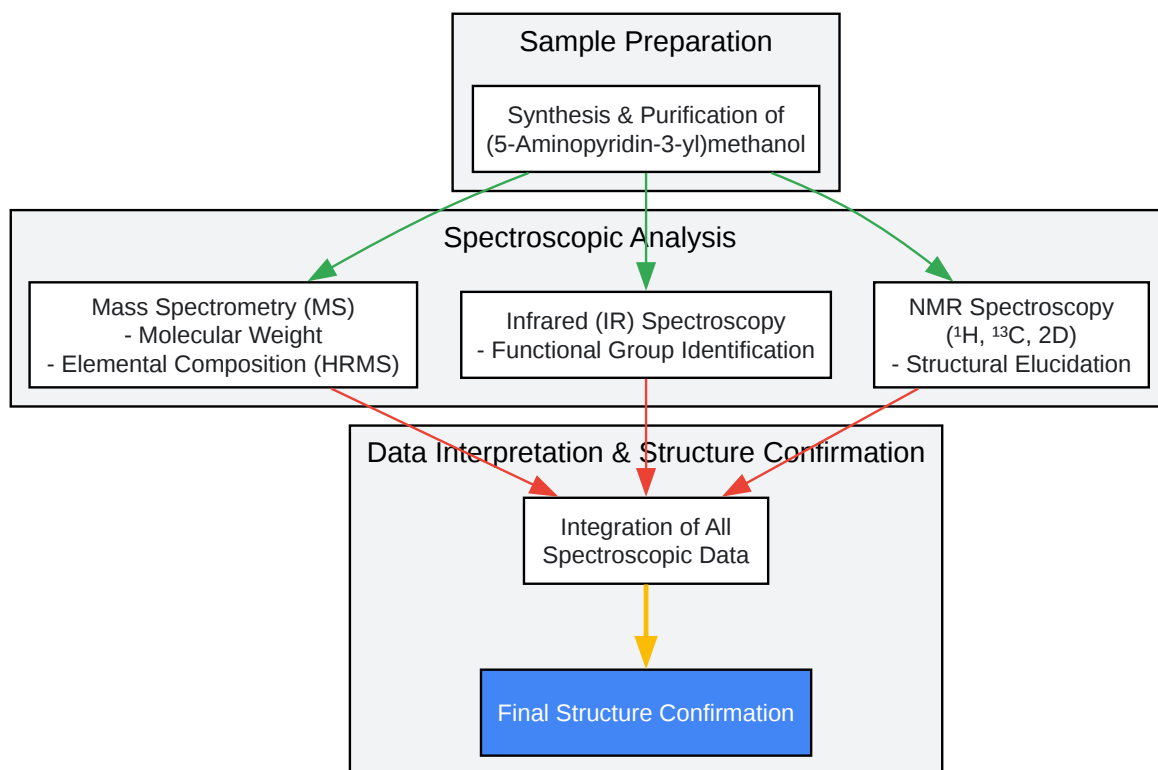 Sample Preparation
Synthesis & Purification of
(5-Aminopyridin-3-yl)methanol
Spectroscopic Analysis
Mass Spectrometry (MS)
- Molecular Weight
- Elemental Composition (HRMS)
Infrared (IR) Spectroscopy
- Functional Group Identification
NMR Spectroscopy
(¹H, ¹³C, 2D)
- Structural Elucidation
Data Interpretation & Structure Confirmation
Integration of All
Spectroscopic Data
Final Structure Confirmation